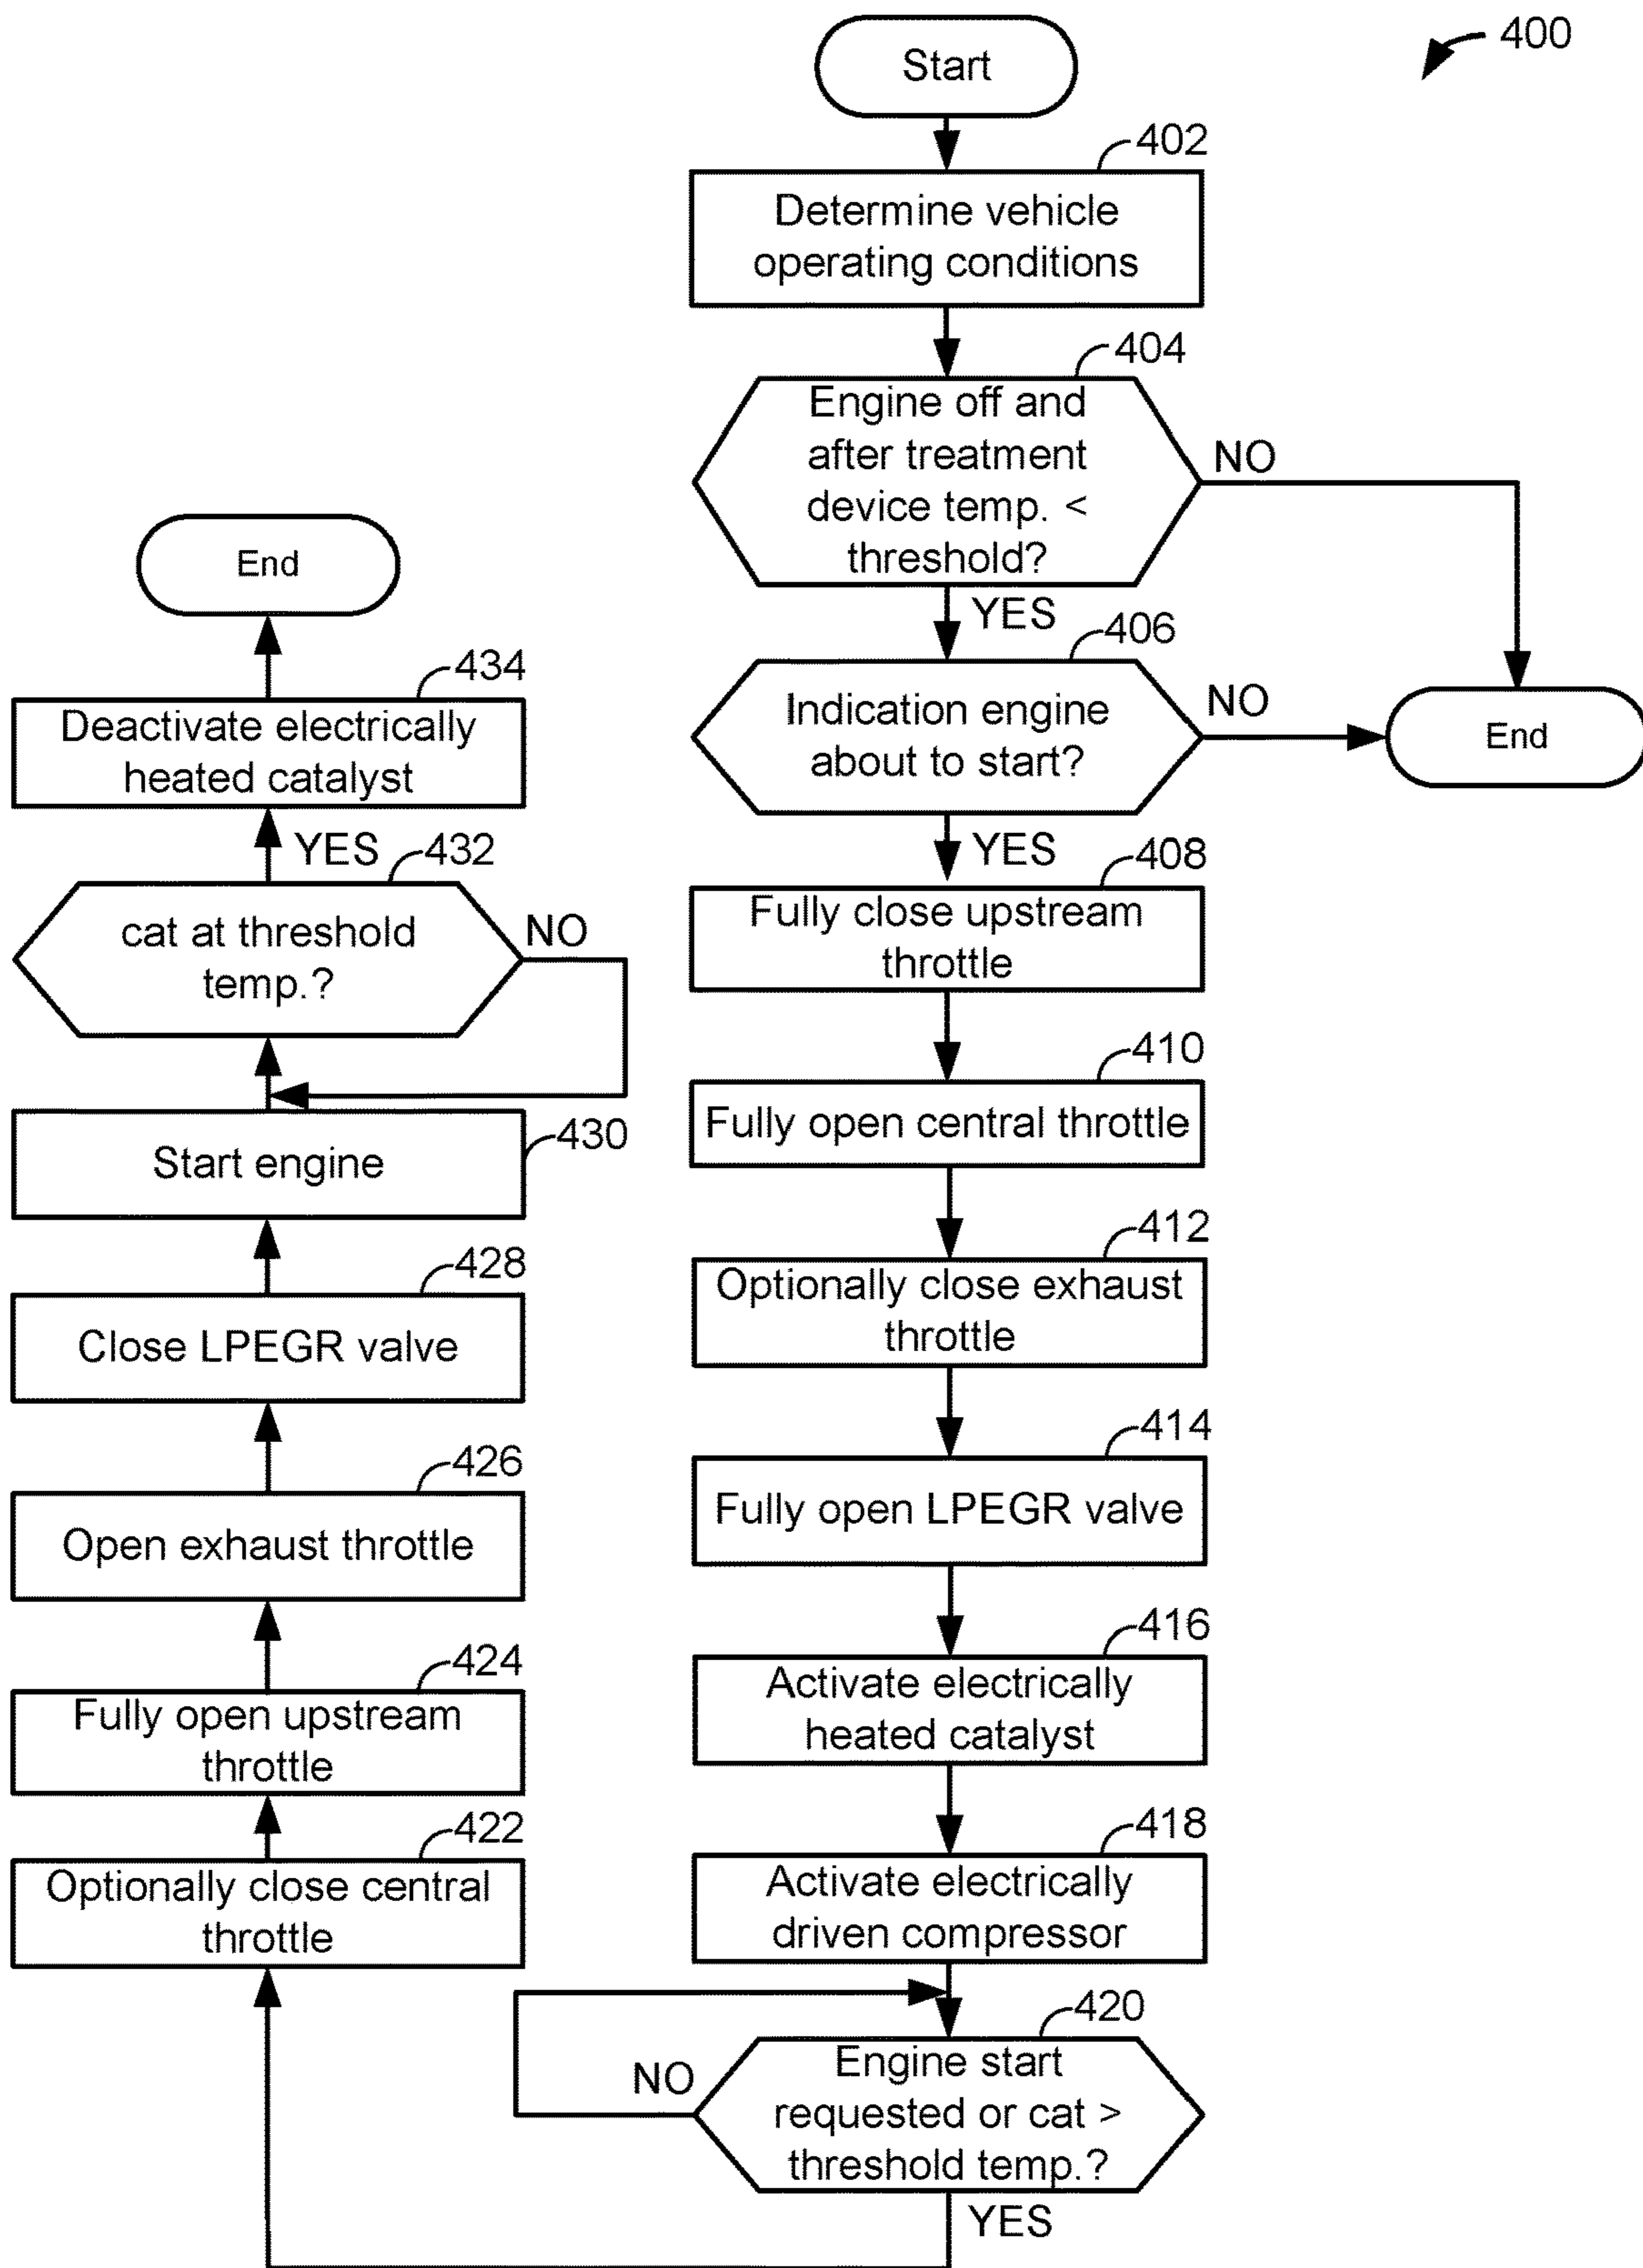 400
Start
402
Determine vehicle
operating conditions
404
Engine off and
after treatment
device temp. <
threshold?
NO
YES
406
Indication engine
about to start?
NO
End
YES
408
Fully close upstream
throttle
410
Fully open central throttle
412
Optionally close exhaust
throttle
414
Fully open LPEGR valve
416
Activate electrically
heated catalyst
418
Activate electrically
driven compressor
420
Engine start
requested or cat >
threshold temp.?
NO
YES
422
Optionally close central
throttle
424
Fully open upstream
throttle
426
Open exhaust throttle
428
Close LPEGR valve
430
Start engine
432
cat at threshold
temp.?
NO
YES
434
Deactivate electrically
heated catalyst
End